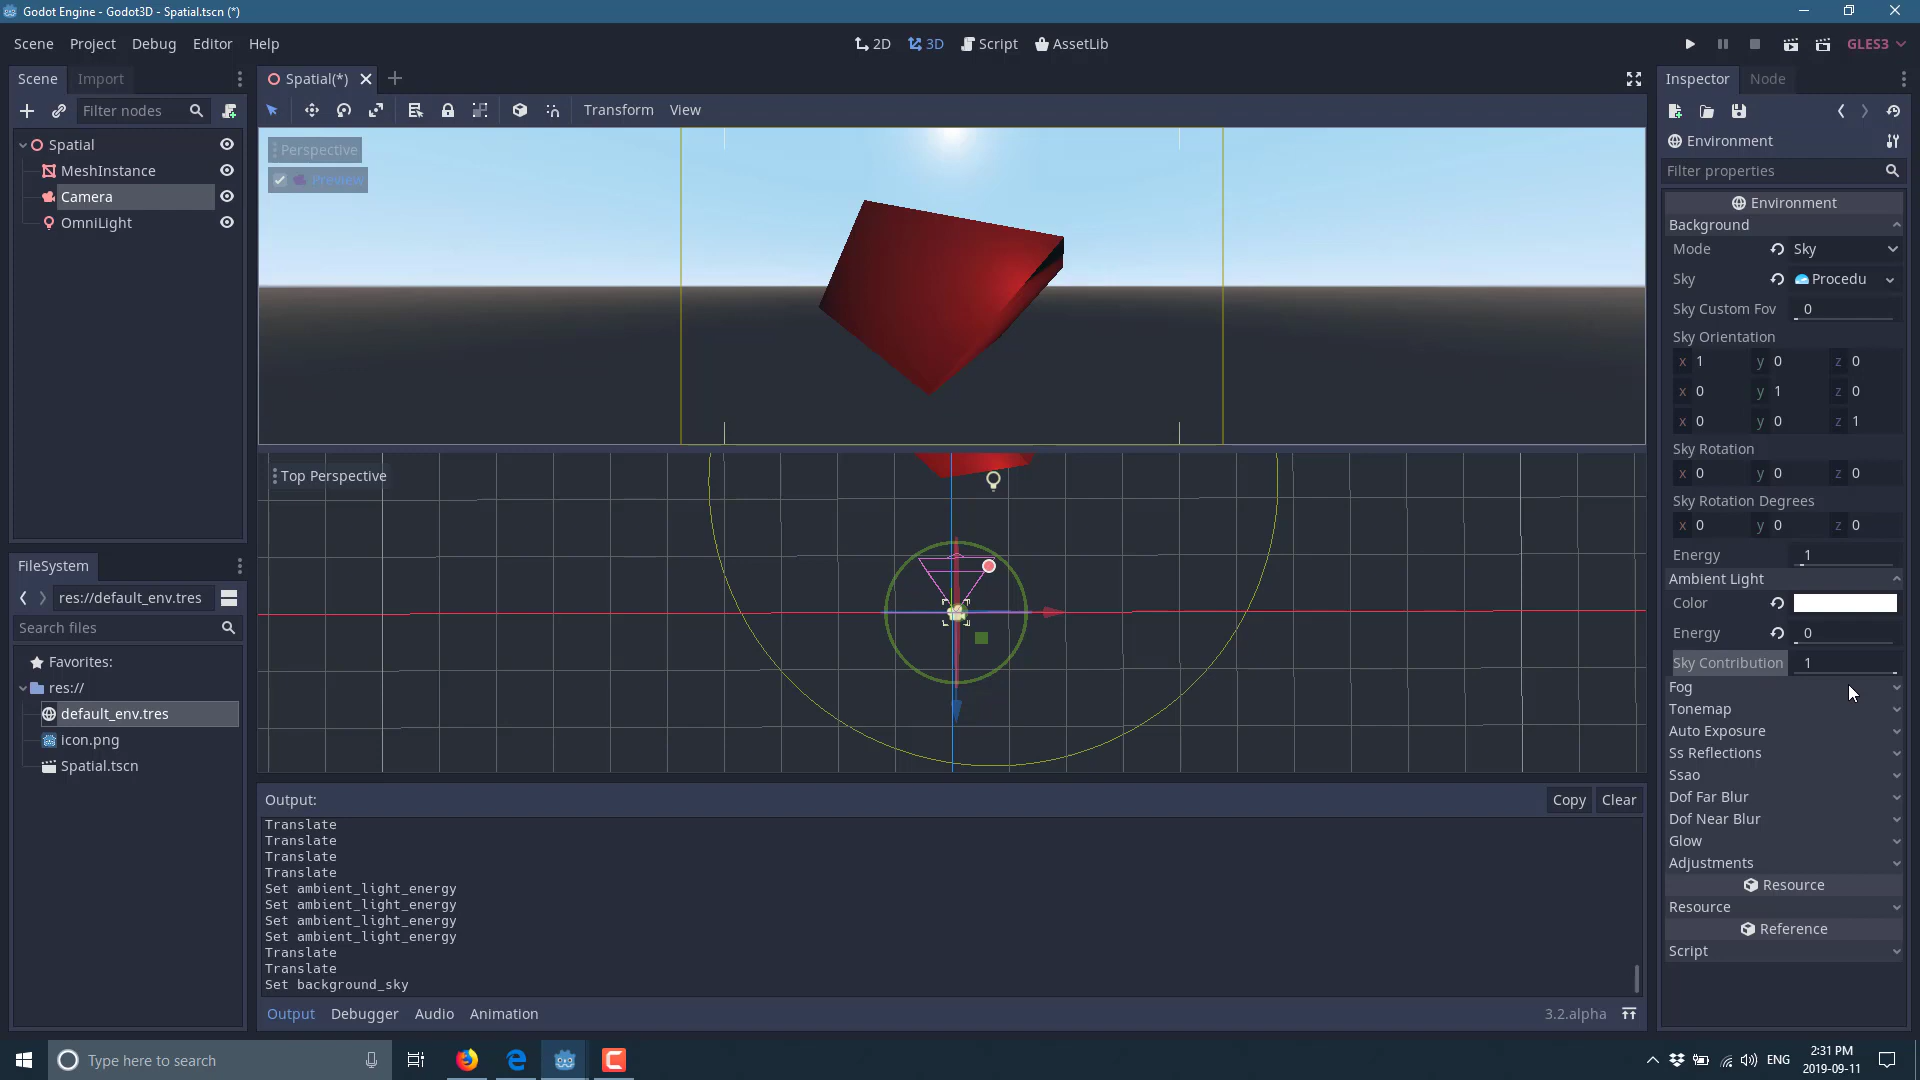 Godot Engine - Godot3D - Spatial.tscn (*)
Scene Project Debug Editor Help
2D 3D Script AssetLib
GLES3
Scene Import
Filter nodes
Spatial
MeshInstance
Camera
OmniLight
FileSystem
res://default_env.tres
Search files
Favorites:
res://
default_env.tres
icon.png
Spatial.tscn
Spatial(*)
Transform View
Perspective
Preview
Top Perspective
Output:
Copy Clear
Translate
Translate
Translate
Translate
Set ambient_light_energy
Set ambient_light_energy
Set ambient_light_energy
Set ambient_light_energy
Translate
Translate
Set background_sky
Output Debugger Audio Animation
3.2.alpha
Inspector Node
Environment
Filter properties
Environment
Background
Mode Sky
Sky Procedu
Sky Custom Fov 0
Sky Orientation
x 1 y 0 z 0
x 0 y 1 z 0
x 0 y 0 z 1
Sky Rotation
x 0 y 0 z 0
Sky Rotation Degrees
x 0 y 0 z 0
Energy 1
Ambient Light
Color
Energy 0
Sky Contribution 1
Fog
Tonemap
Auto Exposure
Ss Reflections
Ssao
Dof Far Blur
Dof Near Blur
Glow
Adjustments
Resource
Resource
Reference
Script
Type here to search
ENG
2:31 PM
2019-09-11